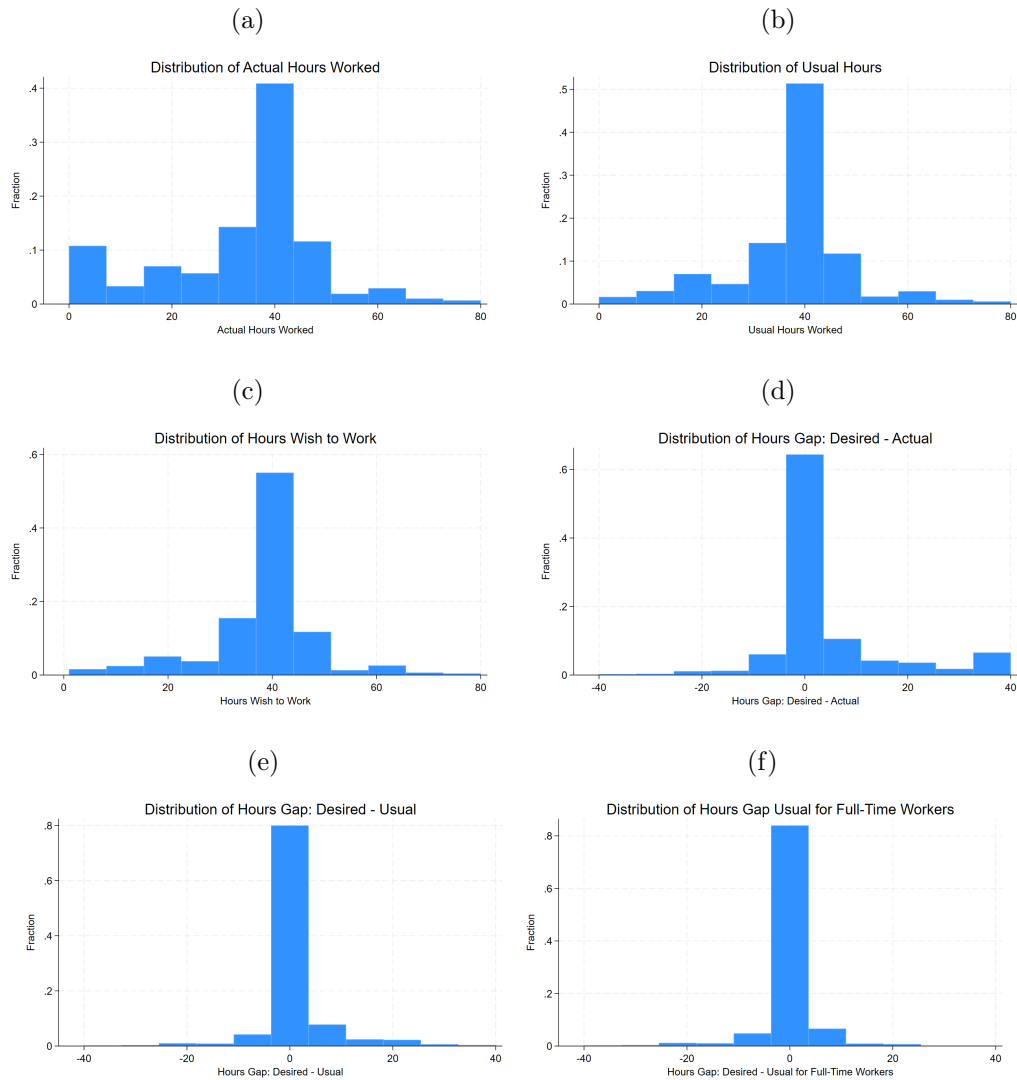 (a)
Distribution of Actual Hours Worked
.4
.3
.2
.1
0
Fraction
0 20 40 60 80
Actual Hours Worked
(b)
Distribution of Usual Hours
.5
.4
.3
.2
.1
0
Fraction
0 20 40 60 80
Usual Hours Worked
(c)
Distribution of Hours Wish to Work
.6
.4
.2
0
Fraction
0 20 40 60 80
Hours Wish to Work
(d)
Distribution of Hours Gap: Desired - Actual
.6
.4
.2
0
Fraction
-40 -20 0 20 40
Hours Gap: Desired - Actual
(e)
Distribution of Hours Gap: Desired - Usual
.8
.6
.4
.2
0
Fraction
-40 -20 0 20 40
Hours Gap: Desired - Usual
(f)
Distribution of Hours Gap Usual for Full-Time Workers
.8
.6
.4
.2
0
Fraction
-40 -20 0 20 40
Hours Gap: Desired - Usual for Full-Time Workers